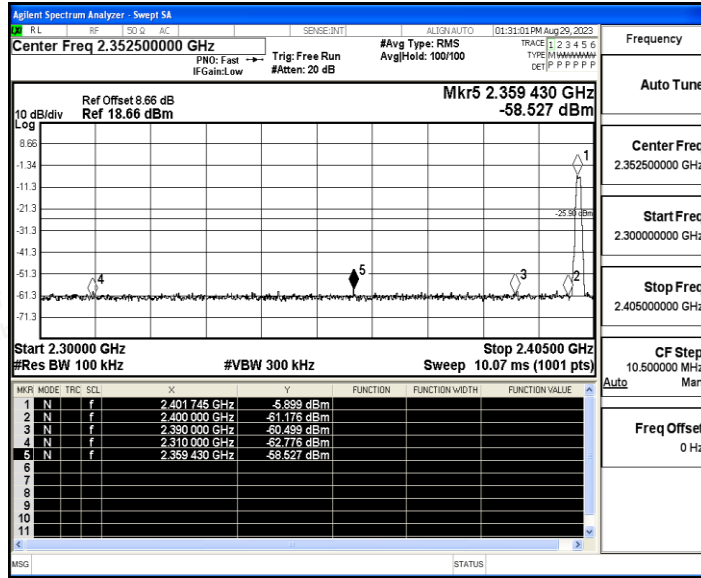 Agilent Spectrum Analyzer - Swept SA
RL RF 50 Ω AC SENSE:INT ALIGN AUTO 01:31:01 PM Aug 29, 2023
Center Freq 2.352500000 GHz
PNO: Fast
IFGain:Low
Trig: Free Run
#Atten: 20 dB
#Avg Type: RMS
Avg|Hold: 100/100
TRACE 1 2 3 4 5 6
TYPE MWWWWW
DET P P P P P P
Ref Offset 8.66 dB
Ref 18.66 dBm
10 dB/div
Log
Mkr5 2.359 430 GHz
-58.527 dBm
8.66
-1.34
-11.3
-21.3
-31.3
-41.3
-51.3
-61.3
-71.3
1
-25.90 dBm
4
5
3
2
Start 2.30000 GHz
Stop 2.40500 GHz
#Res BW 100 kHz
#VBW 300 kHz
Sweep 10.07 ms (1001 pts)
MKR MODE TRC SCL X Y FUNCTION FUNCTION WIDTH FUNCTION VALUE
1 N f 2.401 745 GHz -5.899 dBm
2 N f 2.400 000 GHz -61.176 dBm
3 N f 2.390 000 GHz -60.499 dBm
4 N f 2.310 000 GHz -62.776 dBm
5 N f 2.359 430 GHz -58.527 dBm
6
7
8
9
10
11
MSG
STATUS
Frequency
Auto Tune
Center Freq
2.352500000 GHz
Start Freq
2.300000000 GHz
Stop Freq
2.405000000 GHz
CF Step
10.500000 MHz
Auto Man
Freq Offset
0 Hz